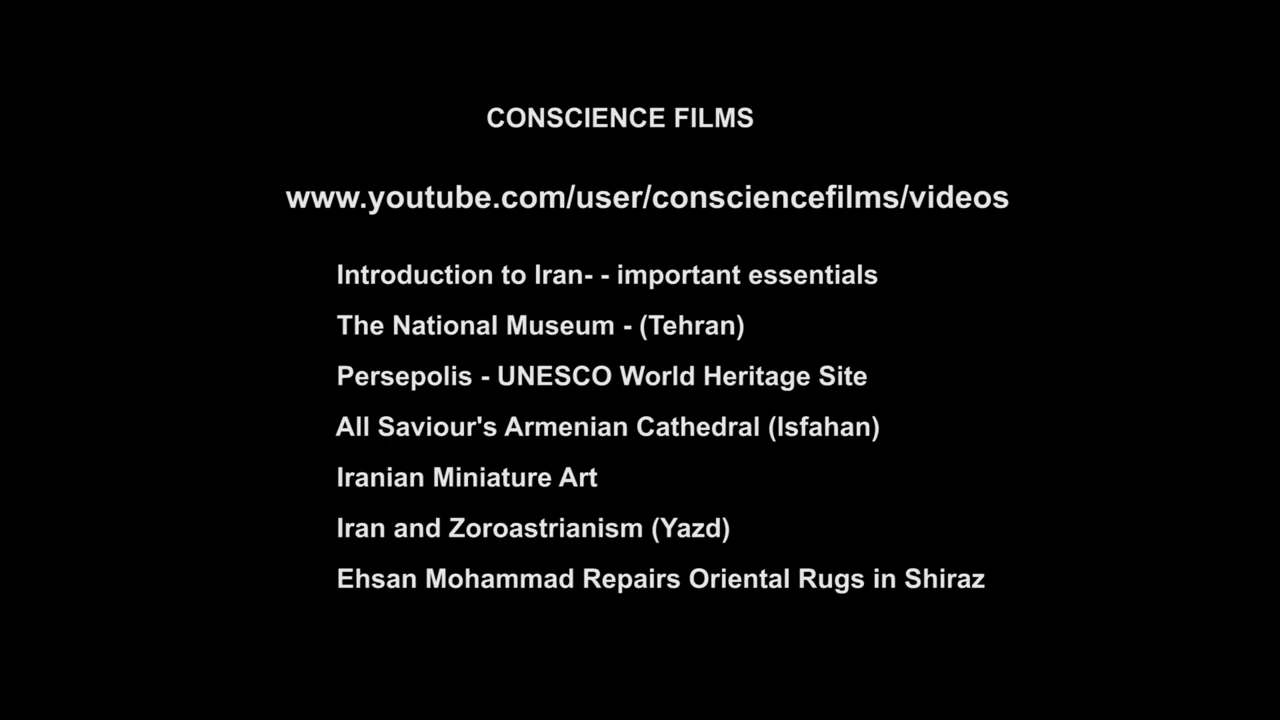 CONSCIENCE FILMS
www.youtube.com/user/consciencefilms/videos
Introduction to Iran- - important essentials
The National Museum - (Tehran)
Persepolis - UNESCO World Heritage Site
All Saviour's Armenian Cathedral (Isfahan)
Iranian Miniature Art
Iran and Zoroastrianism (Yazd)
Ehsan Mohammad Repairs Oriental Rugs in Shiraz